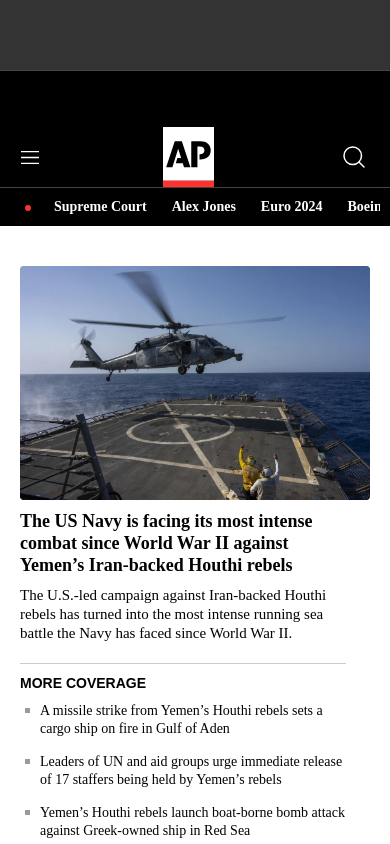 AP
Supreme Court Alex Jones Euro 2024 Boein
The US Navy is facing its most intense
combat since World War II against
Yemen’s Iran-backed Houthi rebels
The U.S.-led campaign against Iran-backed Houthi
rebels has turned into the most intense running sea
battle the Navy has faced since World War II.
MORE COVERAGE
A missile strike from Yemen’s Houthi rebels sets a
cargo ship on fire in Gulf of Aden
Leaders of UN and aid groups urge immediate release
of 17 staffers being held by Yemen’s rebels
Yemen’s Houthi rebels launch boat-borne bomb attack
against Greek-owned ship in Red Sea